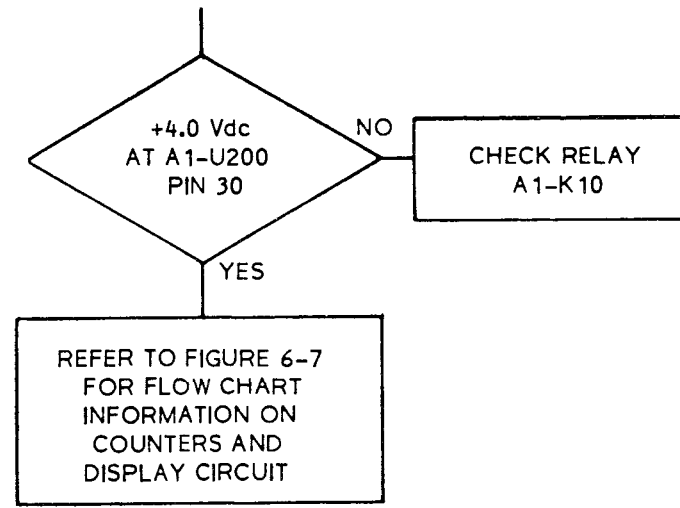 +4.0 Vdc
AT A1-U200
PIN 30
NO
CHECK RELAY
A1-K10
YES
REFER TO FIGURE 6-7
FOR FLOW CHART
INFORMATION ON
COUNTERS AND
DISPLAY CIRCUIT